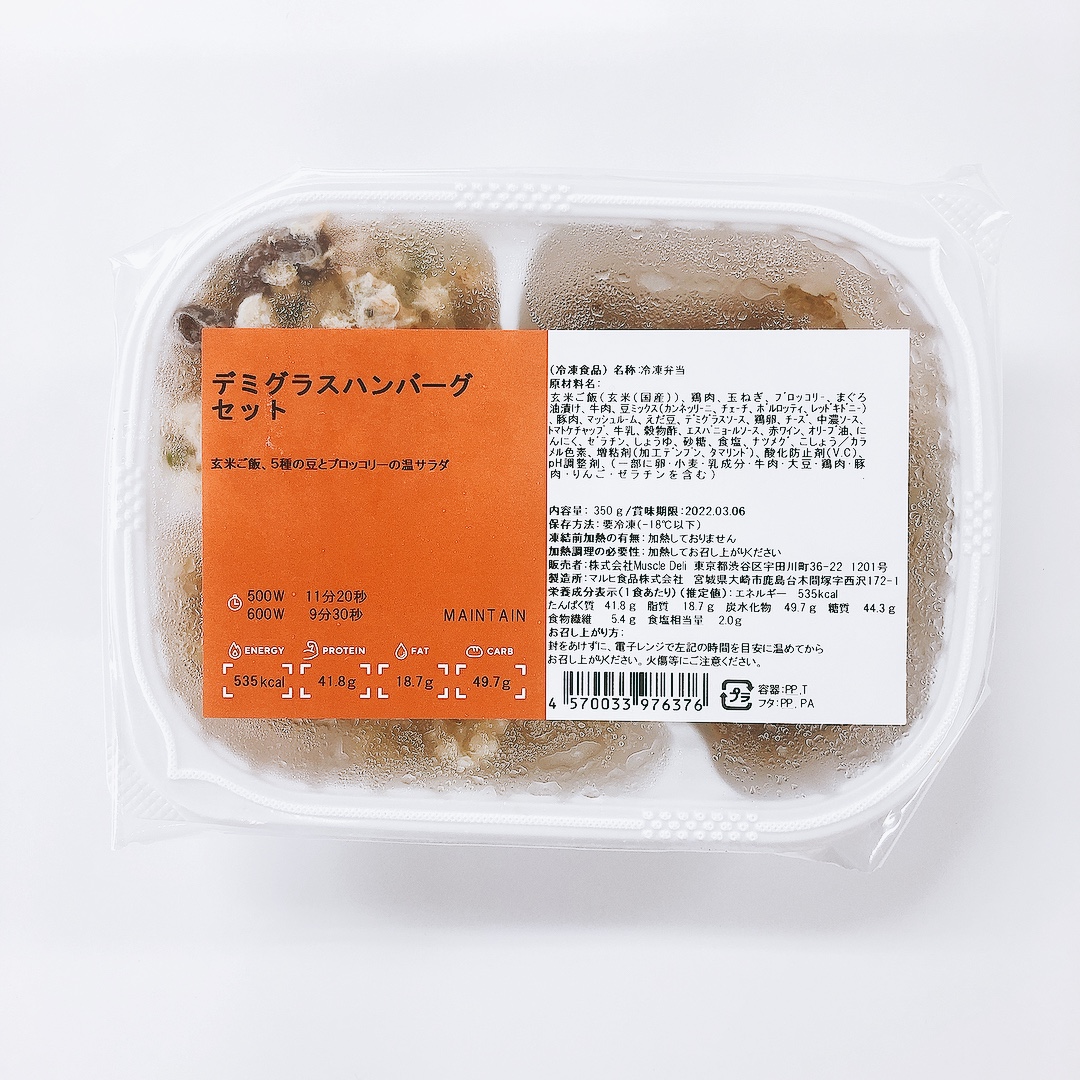 デミグラスハンバーグ
セット
玄米ご飯、5種の豆とブロッコリーの温サラダ
500W 11分20秒
600W 9分30秒
MAINTAIN
ENERGY PROTEIN FAT CARB
535kcal 41.8g 18.7g 49.7g
(冷凍食品) 名称:冷凍弁当
原材料名:
玄米ご飯(玄米(国産))、鶏肉、玉ねぎ、ブロッコリー、まぐろ
油漬け、牛肉、豆ミックス(カンネッリーニ、チェーチ、ボルロッティ、レッドキドニー)
、豚肉、マッシュルーム、えだ豆、デミグラスソース、鶏卵、チーズ、中濃ソース、
トマトケチャップ、牛乳、穀物酢、エスパニョールソース、赤ワイン、オリーブ油、に
んにく、ゼラチン、しょうゆ、砂糖、食塩、ナツメグ、こしょう/カラ
メル色素、増粘剤(加工デンプン、タマリンド)、酸化防止剤(V.C)、
pH調整剤、(一部に卵・小麦・乳成分・牛肉・大豆・鶏肉・豚
肉・りんご・ゼラチンを含む)
内容量: 350g/賞味期限:2022.03.06
保存方法:要冷凍(-18℃以下)
凍結前加熱の有無:加熱しておりません
加熱調理の必要性:加熱してお召し上がりください
販売者:株式会社Muscle Deli 東京都渋谷区宇田川町36-22 1201号
製造所:マルヒ食品株式会社 宮城県大崎市鹿島台木間塚字西沢172-1
栄養成分表示(1食あたり)(推定値):エネルギー 535kcal
たんぱく質 41.8g 脂質 18.7g 炭水化物 49.7g 糖質 44.3g
食物繊維 5.4g 食塩相当量 2.0g
お召し上がり方:
封をあけずに、電子レンジで左記の時間を目安に温めてから
お召し上がりください。火傷等にご注意ください。
4 570033 976376
プラ
容器:PP,T
フタ:PP,PA